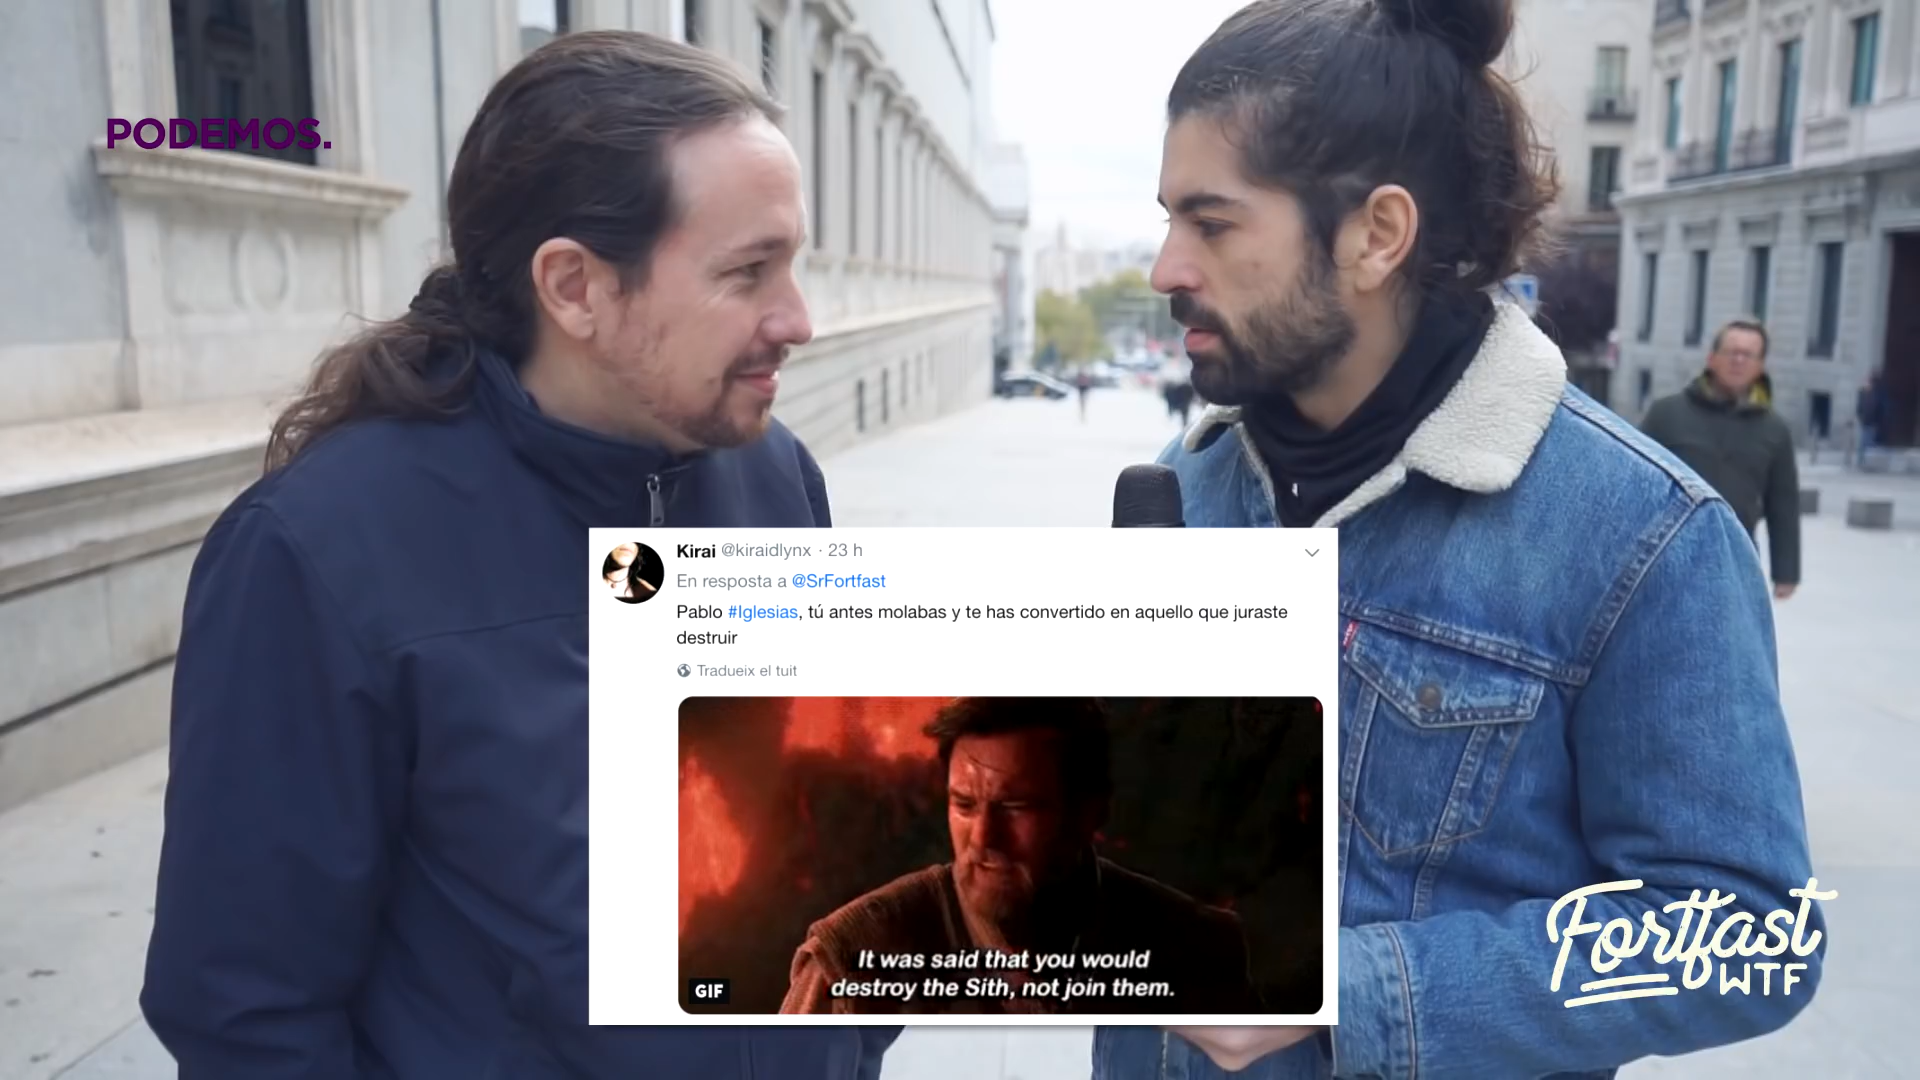 PODEMOS.
Kirai @kiraidlynx · 23 h
En resposta a @SrFortfast
Pablo #Iglesias, tú antes molabas y te has convertido en aquello que juraste
destruir
Tradueix el tuit
It was said that you would
destroy the Sith, not join them.
GIF
Fortfast
WTF